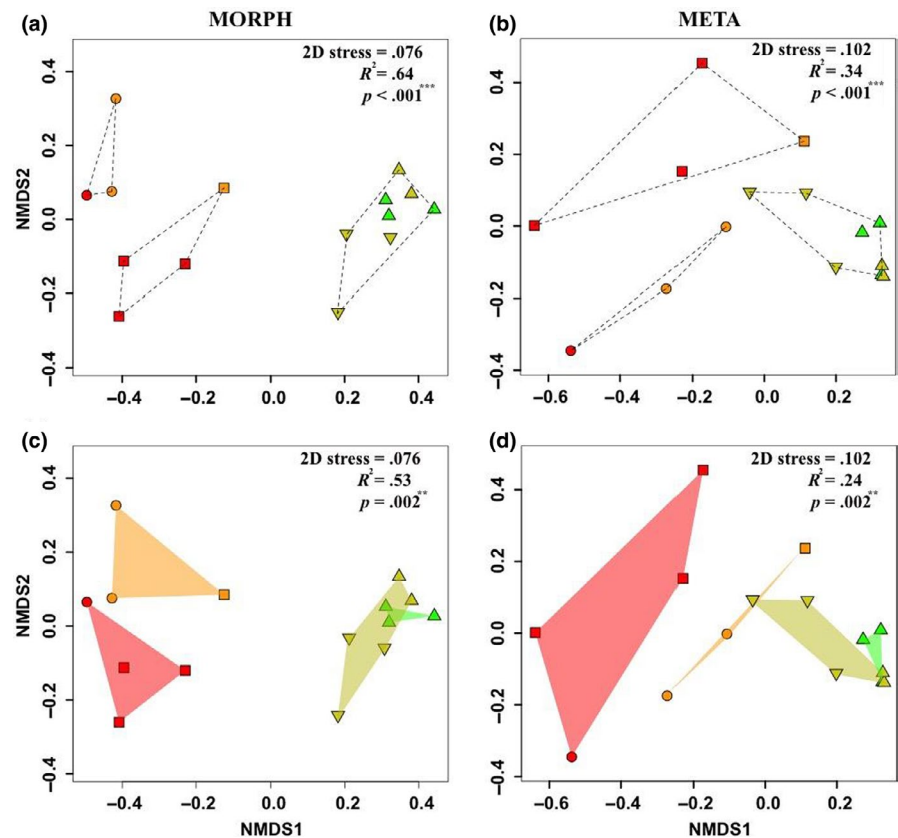 (a) MORPH
2D stress = .076
R² = .64
p < .001***
NMDS2
0.4
0.2
0.0
−0.2
−0.4
−0.4 −0.2 0.0 0.2 0.4
(b) META
2D stress = .102
R² = .34
p < .001***
0.4
0.2
0.0
−0.2
−0.4
−0.6 −0.4 −0.2 0.0 0.2
(c)
2D stress = .076
R² = .53
p = .002**
NMDS2
0.4
0.2
0.0
−0.2
−0.4
−0.4 −0.2 0.0 0.2 0.4
NMDS1
(d)
2D stress = .102
R² = .24
p = .002**
0.4
0.2
0.0
−0.2
−0.4
−0.6 −0.4 −0.2 0.0 0.2
NMDS1